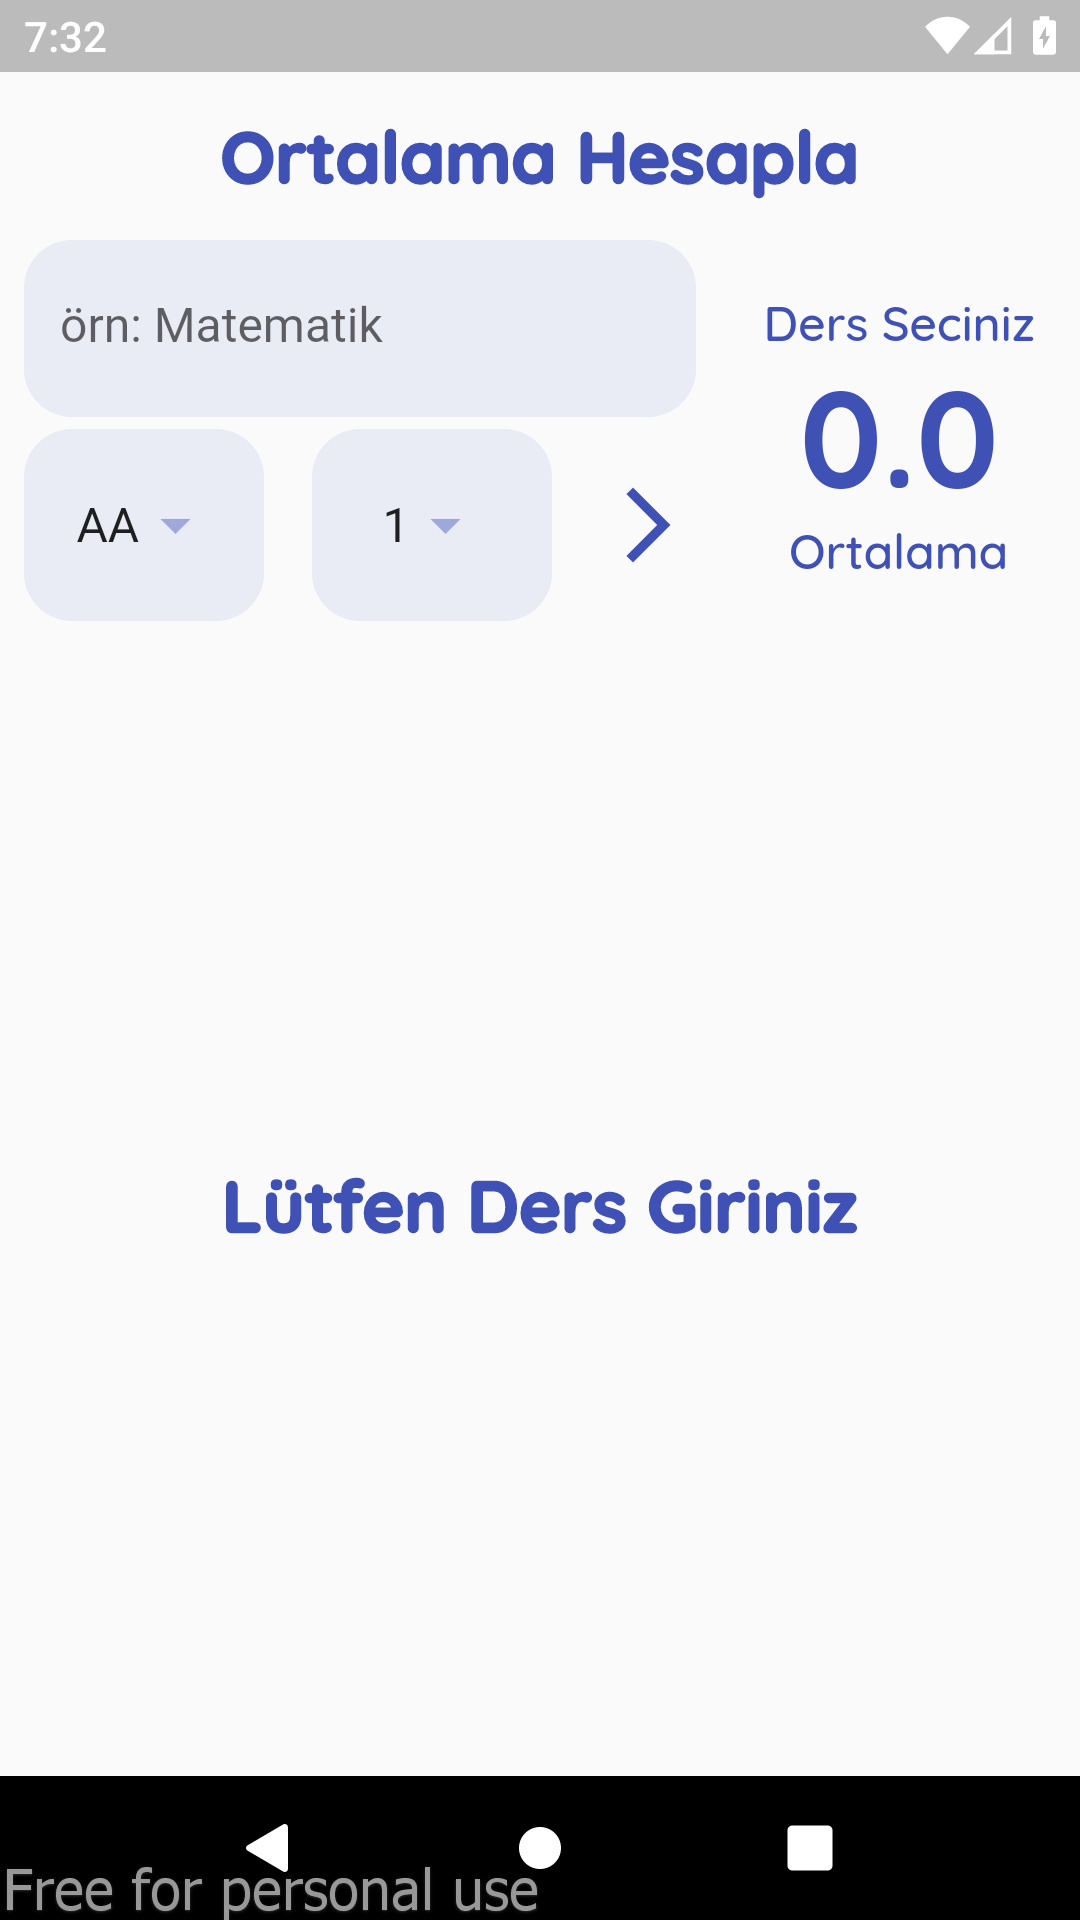 7:32
Ortalama Hesapla
örn: Matematik
Ders Seciniz
0.0
Ortalama
AA
1
Lütfen Ders Giriniz
Free for personal use